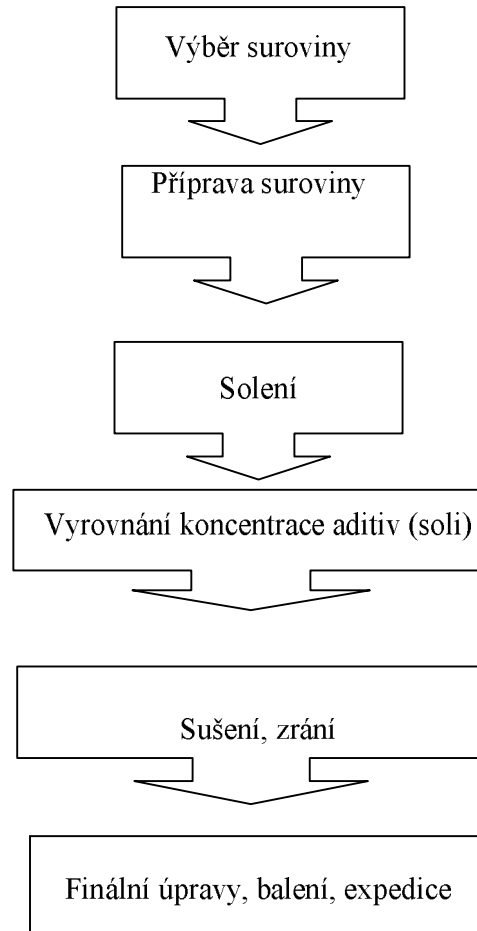 Výběr suroviny
Příprava suroviny
Solení
Vyrovnání koncentrace aditiv (soli)
Sušení, zrání
Finální úpravy, balení, expedice